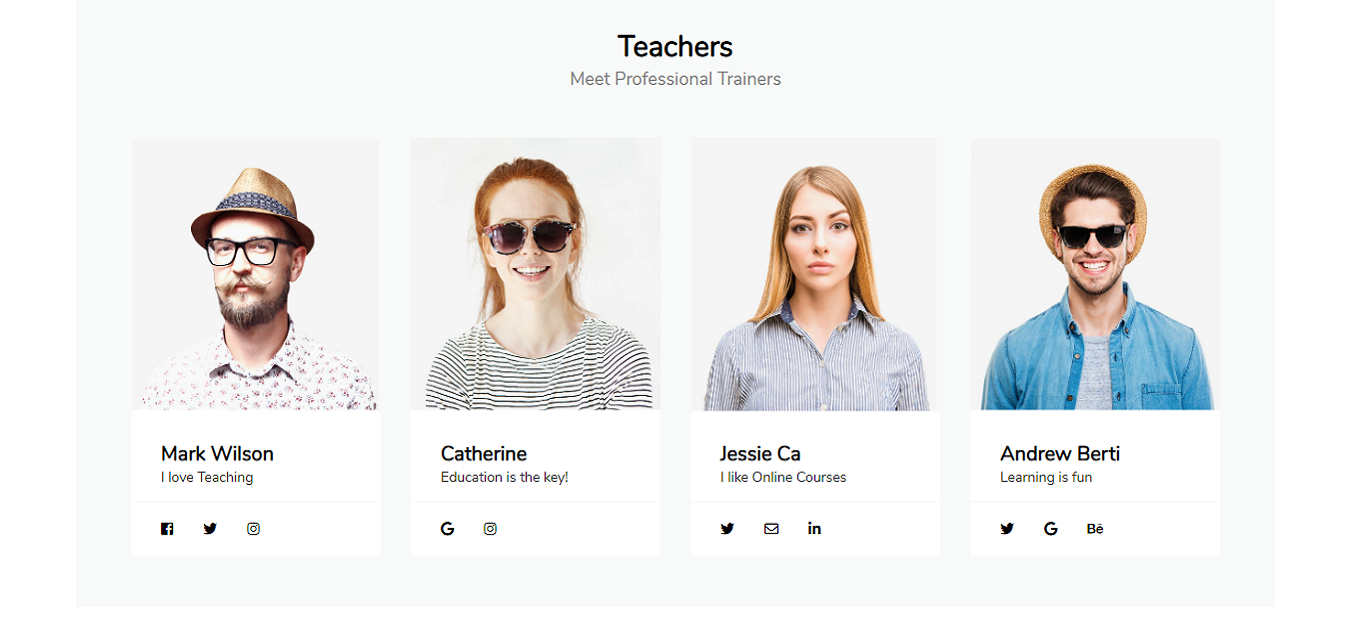 Teachers
Meet Professional Trainers
Mark Wilson
I love Teaching
Catherine
Education is the key!
Jessie Ca
I like Online Courses
Andrew Berti
Learning is fun